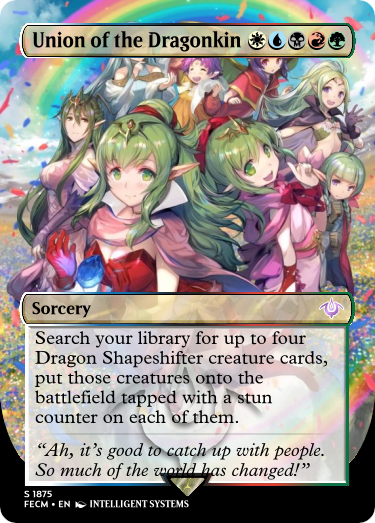 Union of the Dragonkin
Sorcery
Search your library for up to four
Dragon Shapeshifter creature cards,
put those creatures onto the
battlefield tapped with a stun
counter on each of them.
“Ah, it’s good to catch up with people.
So much of the world has changed!”
S 1875
FECM • EN INTELLIGENT SYSTEMS